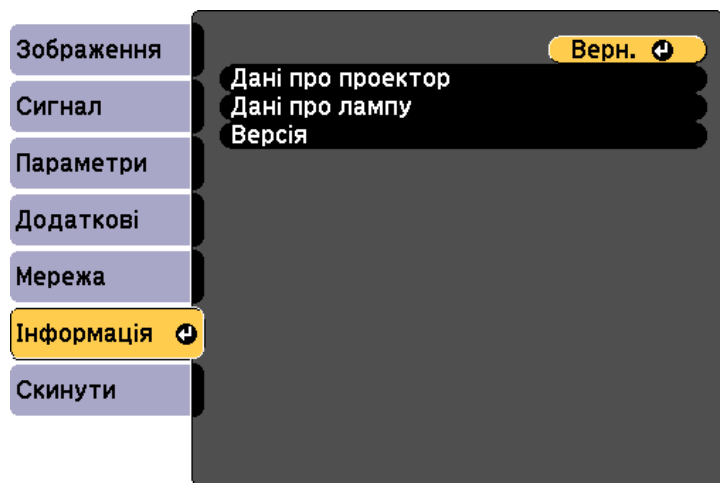 Зображення
Сигнал
Параметри
Додаткові
Мережа
Інформація
Скинути
Верн.
Дані про проектор
Дані про лампу
Версія